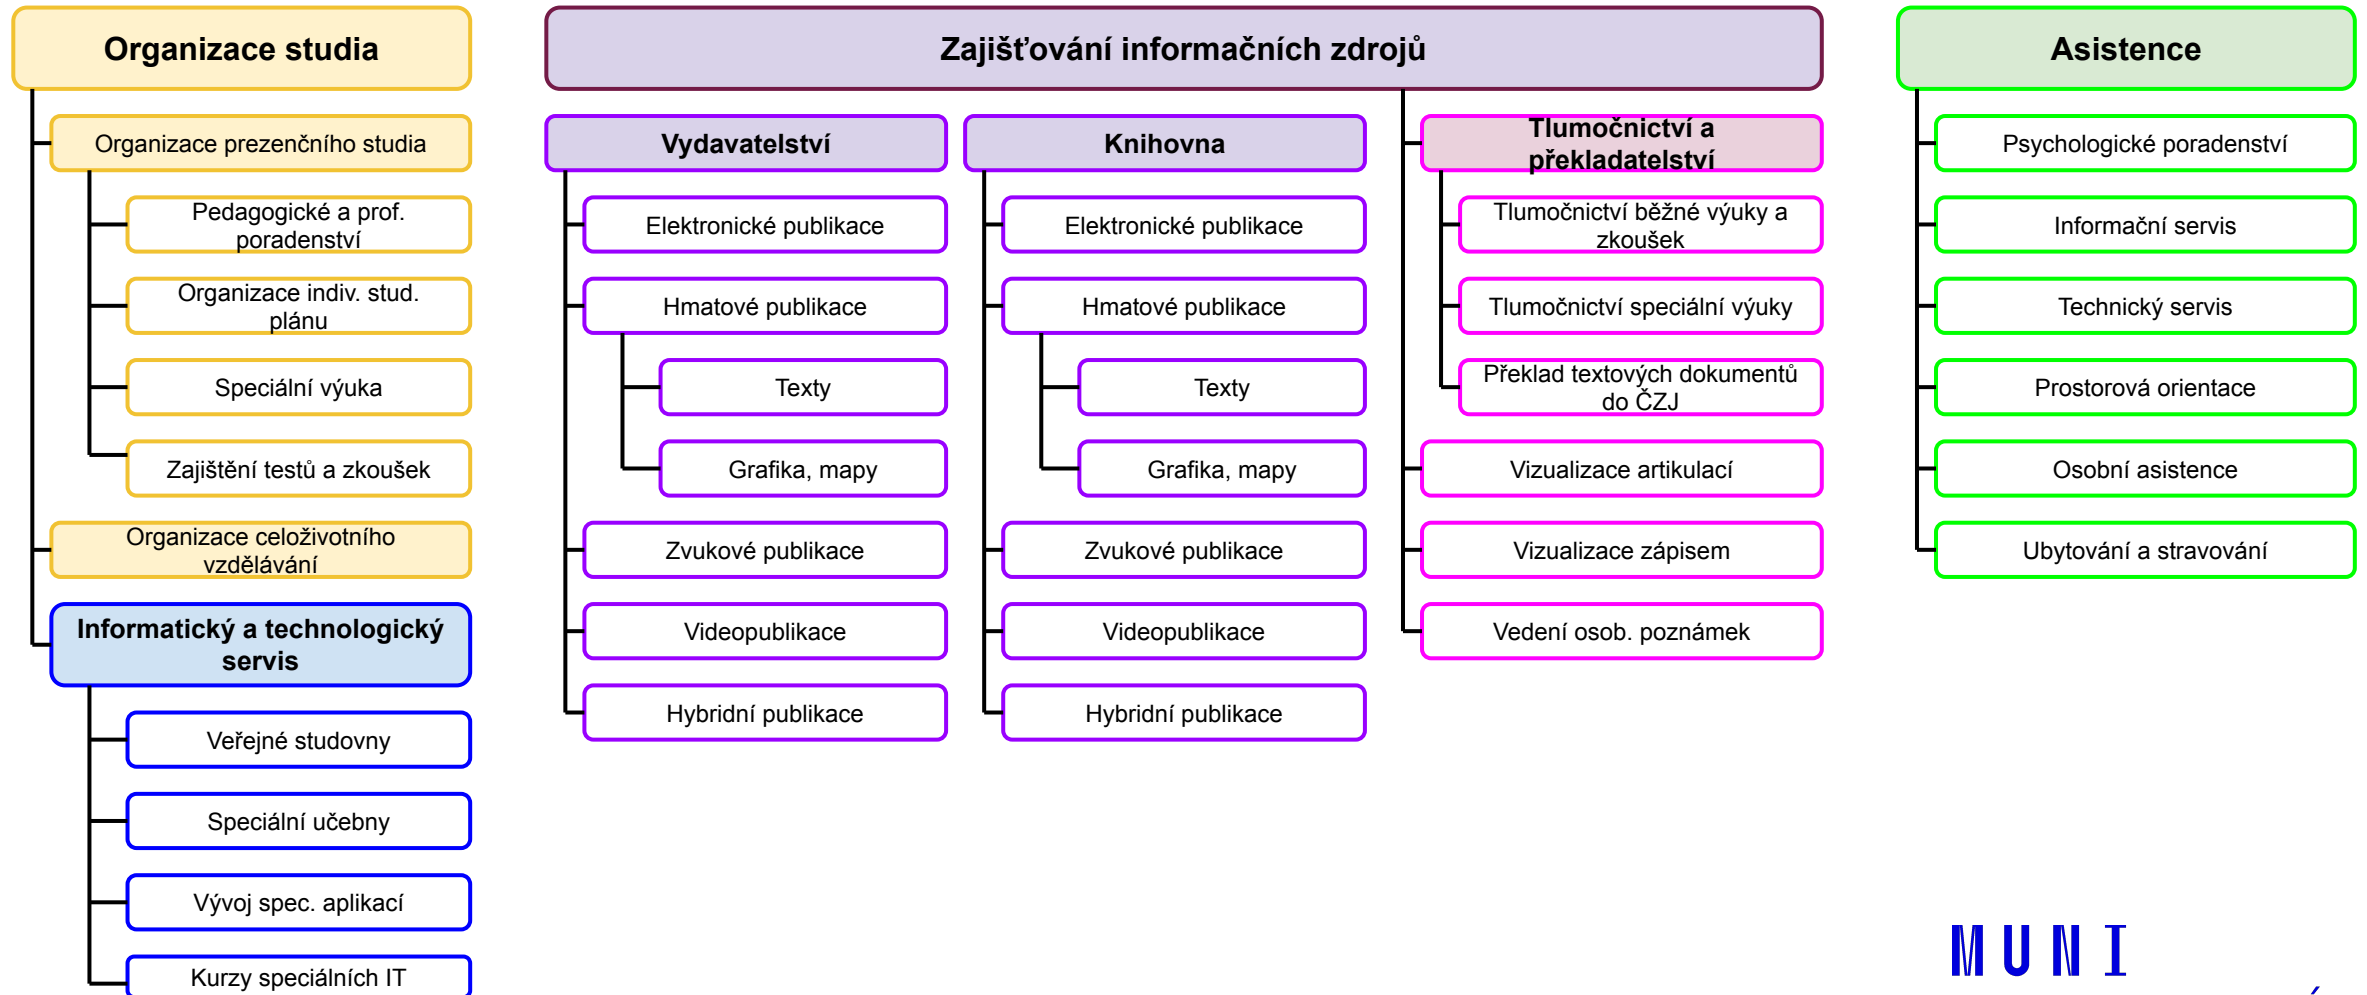 Organizace studia
Organizace prezenčního studia
Pedagogické a prof.
poradenství
Organizace indiv. stud.
plánu
Speciální výuka
Zajištění testů a zkoušek
Organizace celoživotního
vzdělávání
Informatický a technologický
servis
Veřejné studovny
Speciální učebny
Vývoj spec. aplikací
Kurzy speciálních IT
Zajišťování informačních zdrojů
Vydavatelství
Elektronické publikace
Hmatové publikace
Texty
Grafika, mapy
Zvukové publikace
Videopublikace
Hybridní publikace
Knihovna
Elektronické publikace
Hmatové publikace
Texty
Grafika, mapy
Zvukové publikace
Videopublikace
Hybridní publikace
Tlumočnictví a
překladatelství
Tlumočnictví běžné výuky a
zkoušek
Tlumočnictví speciální výuky
Překlad textových dokumentů
do ČZJ
Vizualizace artikulací
Vizualizace zápisem
Vedení osob. poznámek
Asistence
Psychologické poradenství
Informační servis
Technický servis
Prostorová orientace
Osobní asistence
Ubytování a stravování
MUNI